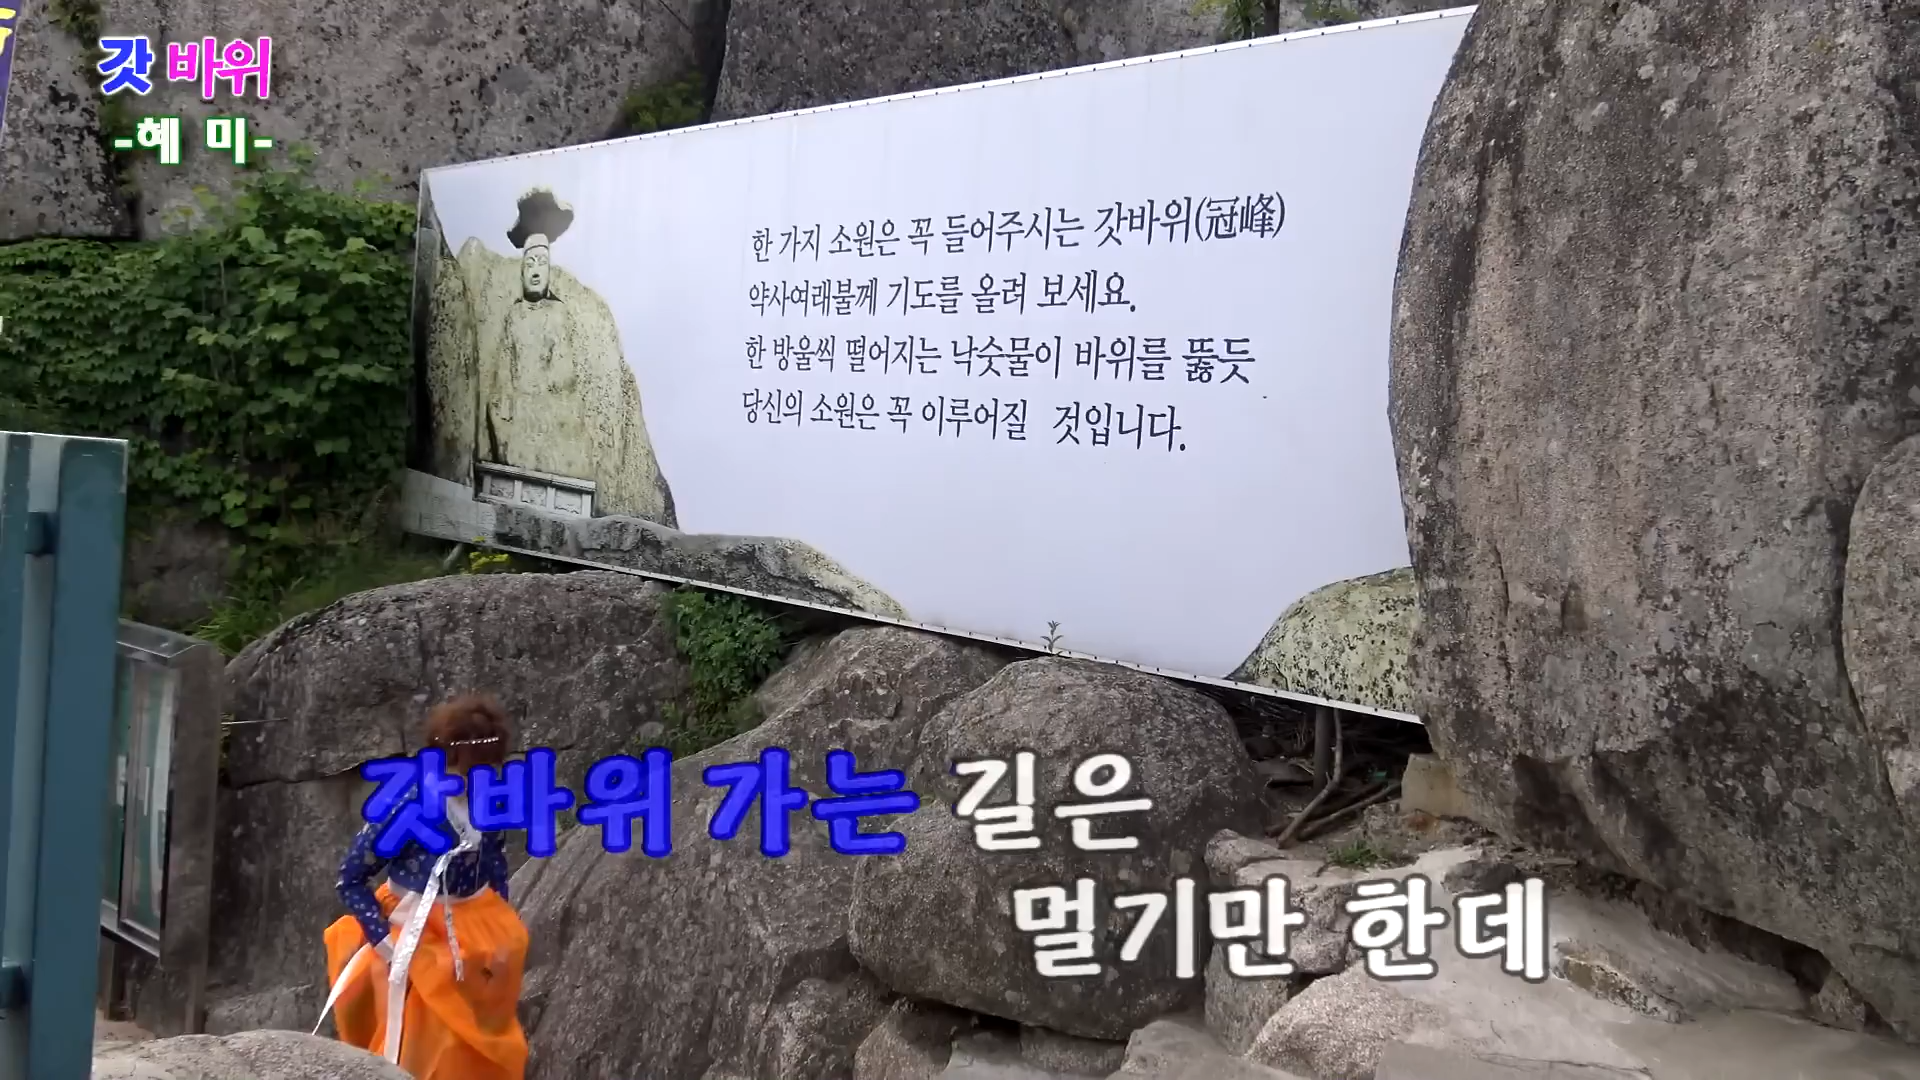 갓 바위
-혜 미-
한 가지 소원은 꼭 들어주시는 갓바위(冠峰)
약사여래불께 기도를 올려 보세요.
한 방울씩 떨어지는 낙숫물이 바위를 뚫듯
당신의 소원은 꼭 이루어질 것입니다.
갓바위 가는 길은
멀기만 한데